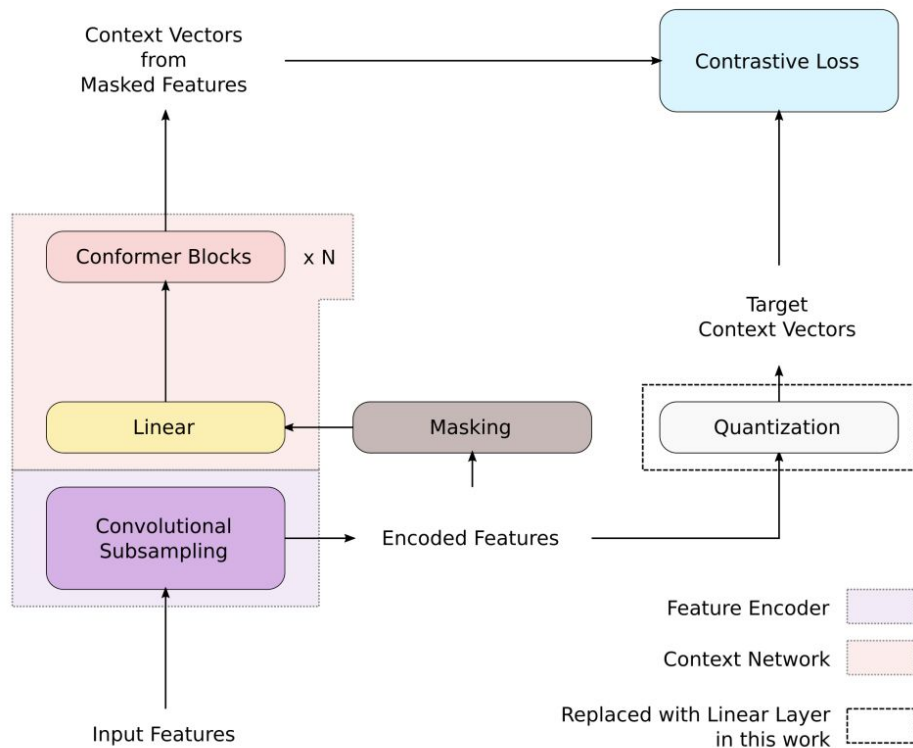 Context Vectors
from
Masked Features
Contrastive Loss
Conformer Blocks
x N
Target
Context Vectors
Linear
Masking
Quantization
Convolutional
Subsampling
Encoded Features
Feature Encoder
Context Network
Input Features
Replaced with Linear Layer
in this work